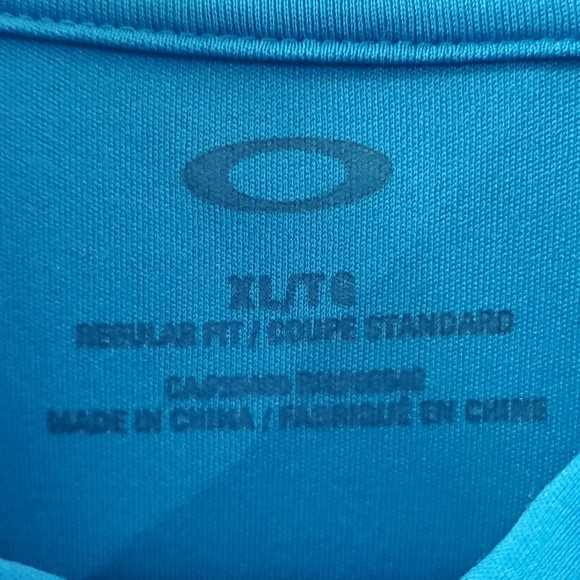 XL/TG
REGULAR FIT / COUPE STANDARD
MADE IN CHINA / FABRIQUÉ EN CHINE